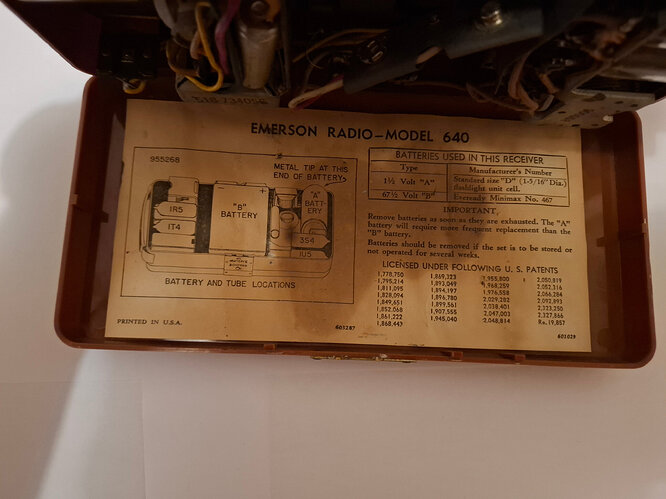 EMERSON RADIO—MODEL 640
955268
METAL TIP AT THIS
END OF BATTERY
"A"
BATT-
ERY
"B"
BATTERY
1R5
1T4
3S4
1U5
BATTERY AND TUBE LOCATIONS
PRINTED IN U.S.A.
601287
BATTERIES USED IN THIS RECEIVER
Type Manufacturer's Number
1½ Volt "A" Standard size "D" (1-5/16" Dia.) flashlight unit cell.
67½ Volt "B" Eveready Minimax No. 467
IMPORTANT
Remove batteries as soon as they are exhausted. The "A"
battery will require more frequent replacement than the
"B" battery.
Batteries should be removed if the set is to be stored or
not operated for several weeks.
LICENSED UNDER FOLLOWING U. S. PATENTS
1,778,750 1,869,323 1,955,800 2,050,819
1,795,214 1,893,049 1,968,259 2,052,316
1,811,095 1,894,197 1,976,558 2,066,284
1,828,094 1,896,780 2,029,282 2,092,893
1,849,651 1,899,561 2,038,401 2,323,250
1,852,068 1,907,555 2,047,003 2,327,866
1,861,222 1,945,040 2,048,814 Re. 19,857
1,868,447
601029